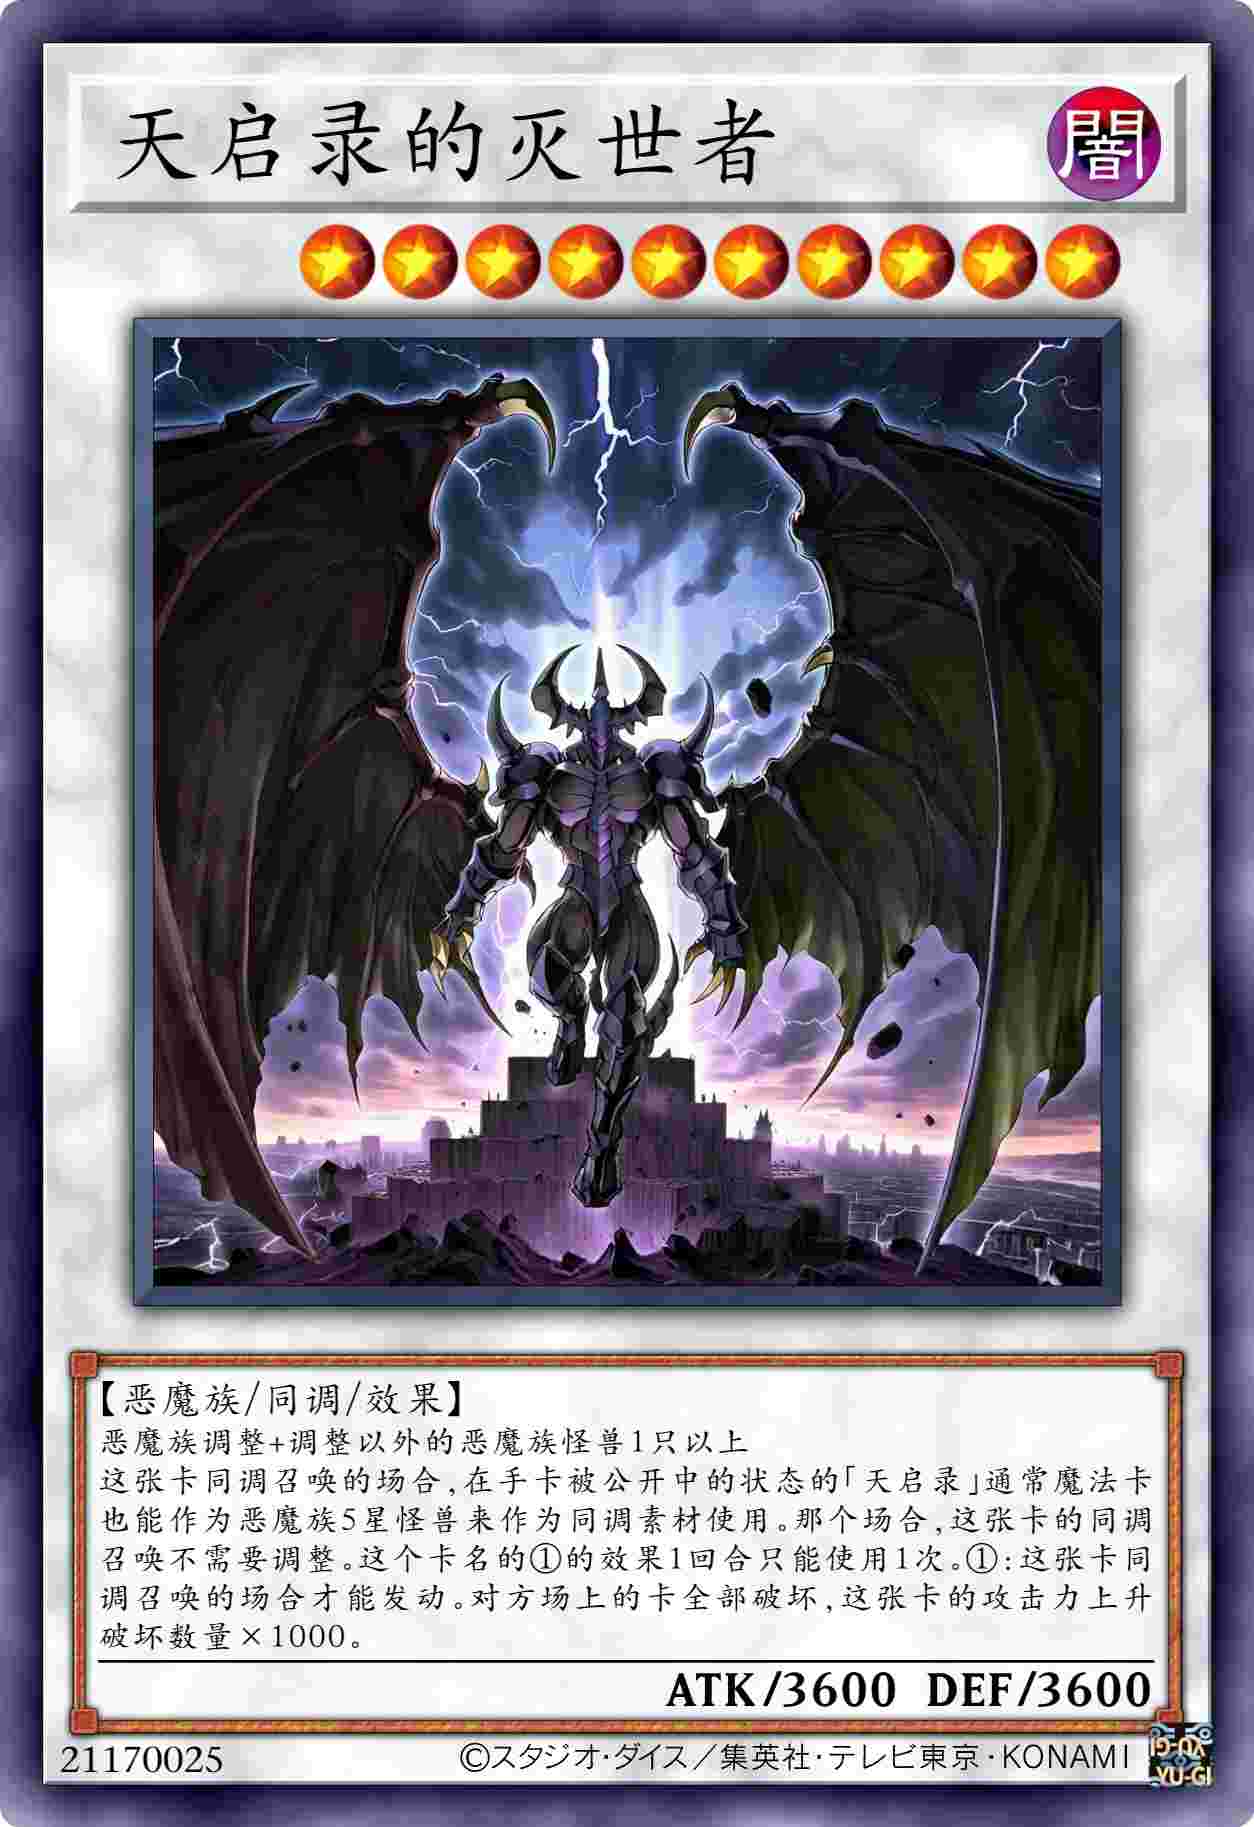 天启录的灭世者
闇
【恶魔族/同调/效果】
恶魔族调整+调整以外的恶魔族怪兽1只以上
这张卡同调召唤的场合,在手卡被公开中的状态的「天启录」通常魔法卡
也能作为恶魔族5星怪兽来作为同调素材使用。那个场合,这张卡的同调
召唤不需要调整。这个卡名的①的效果1回合只能使用1次。①:这张卡同
调召唤的场合才能发动。对方场上的卡全部破坏,这张卡的攻击力上升
破坏数量×1000。
ATK/3600 DEF/3600
21170025 ©スタジオ·ダイス／集英社·テレビ東京·KONAMI
YU-GI